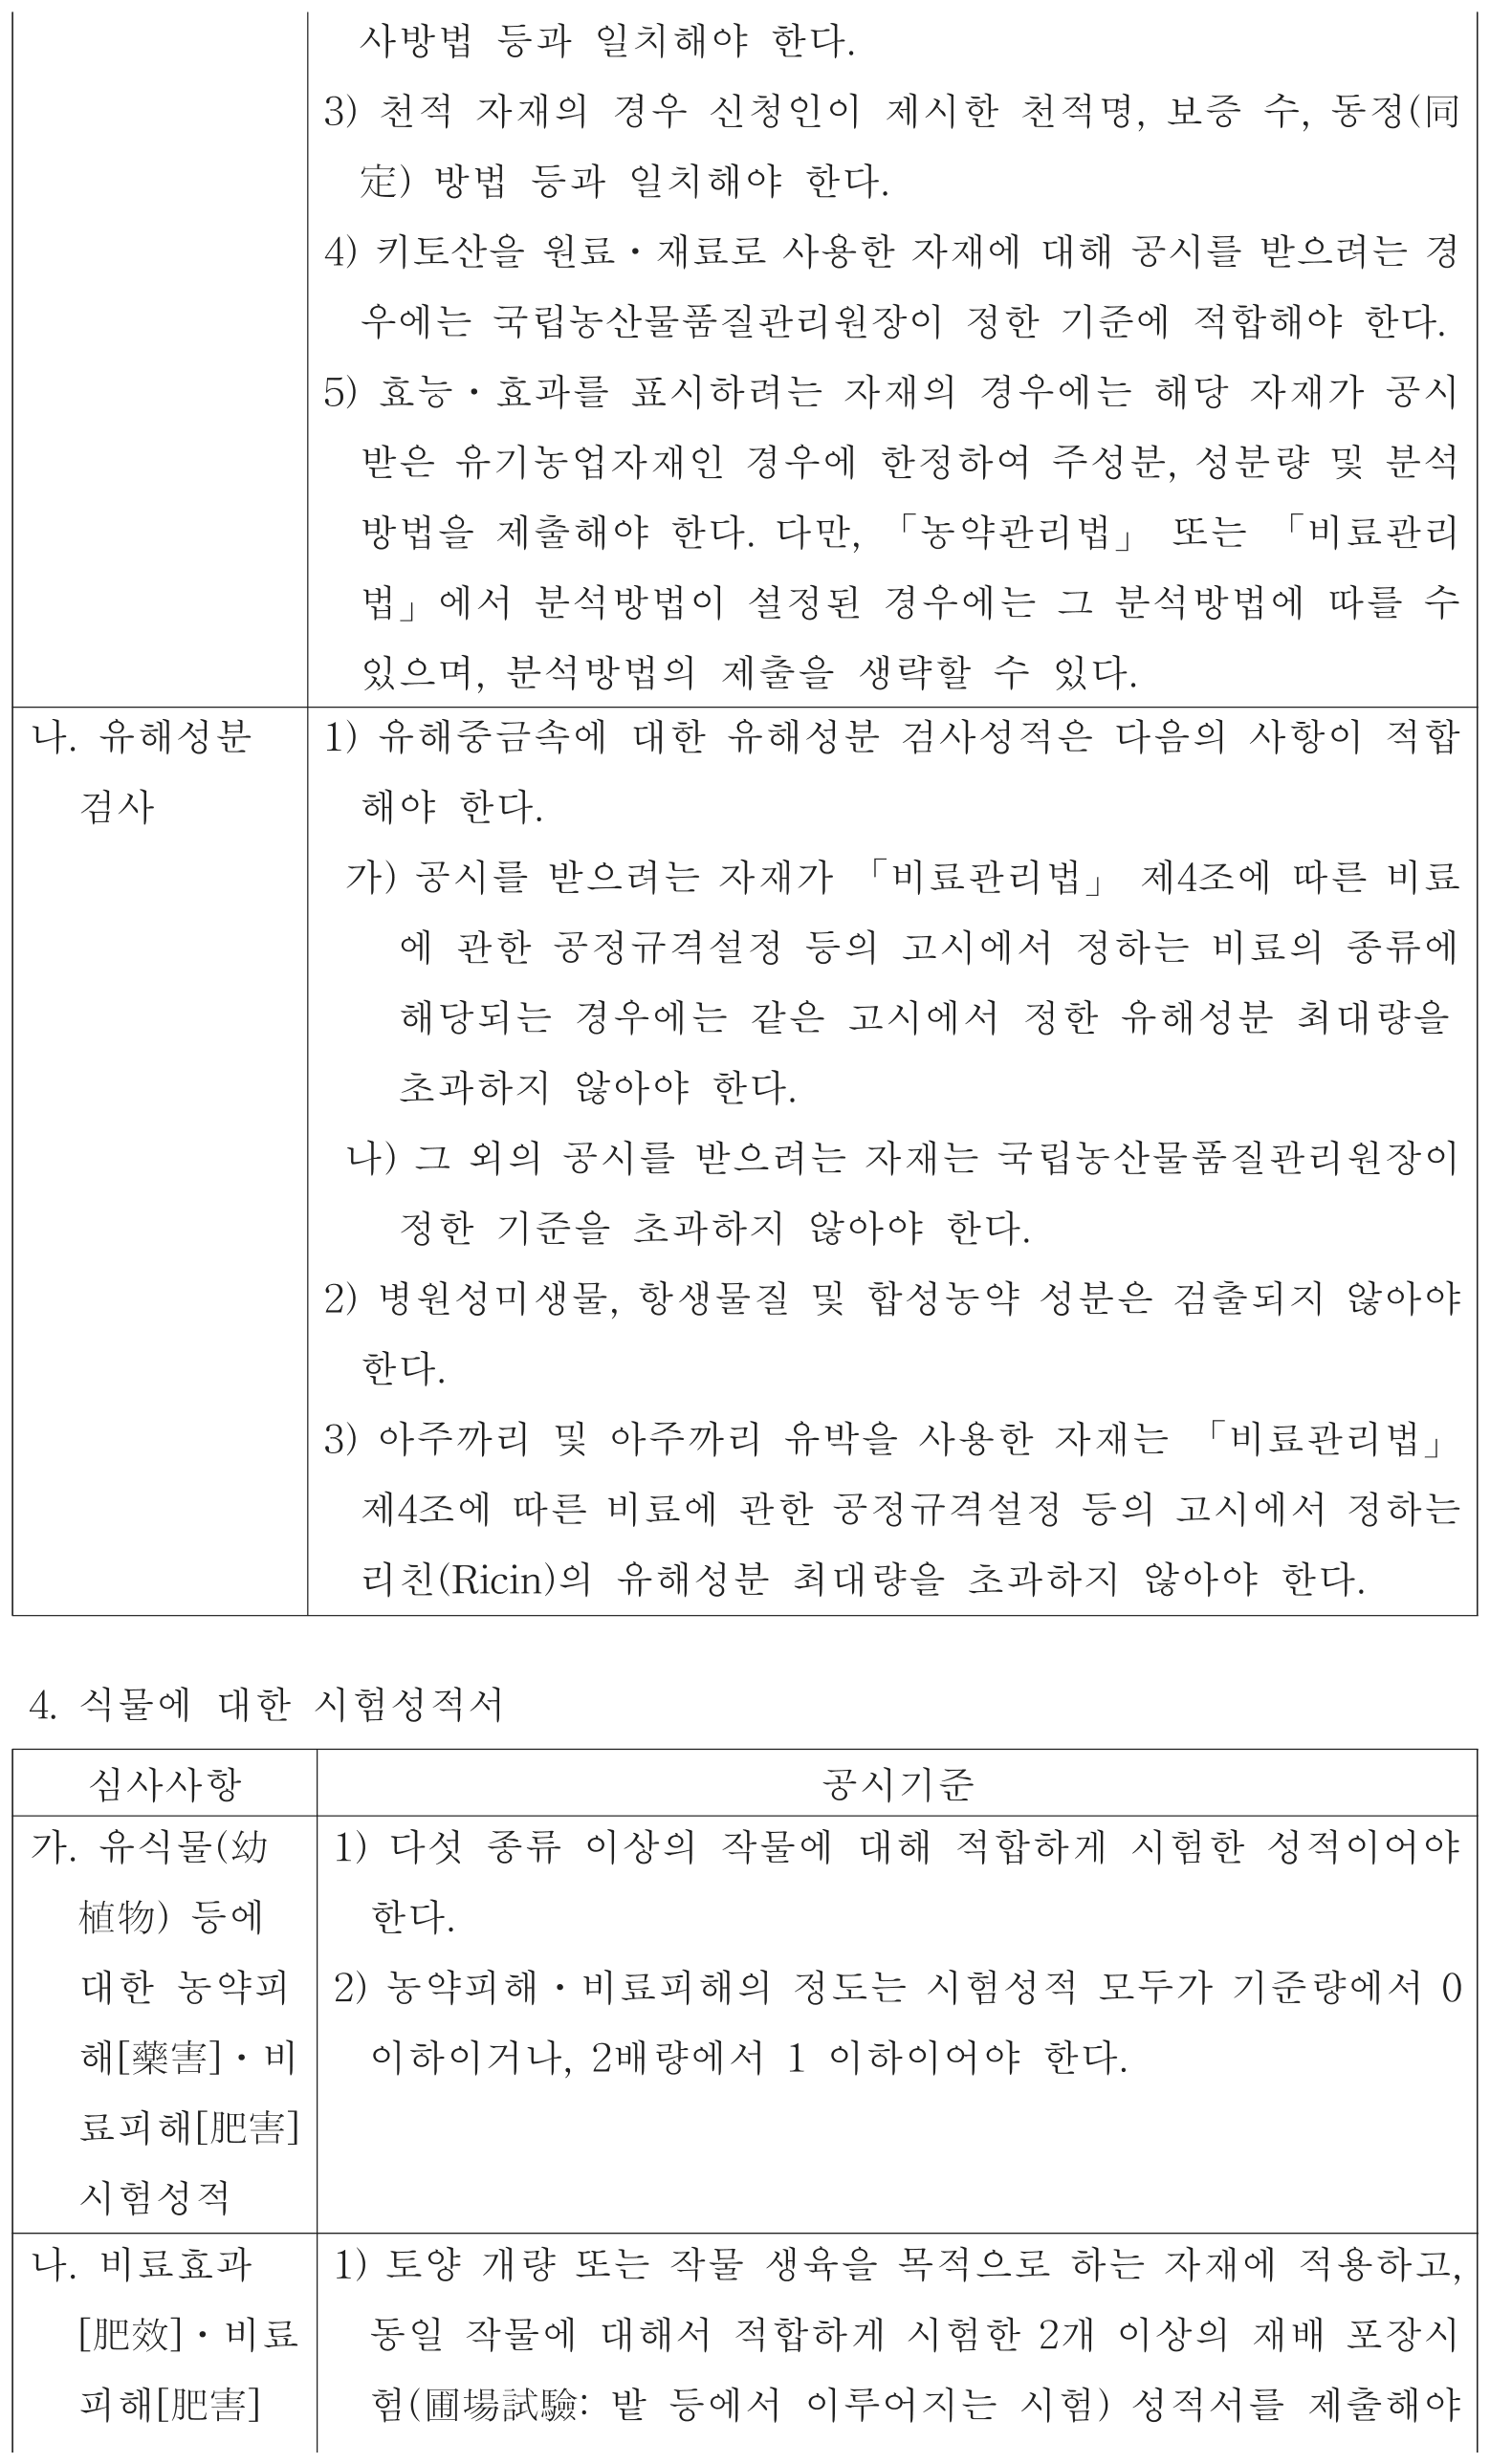 사방법 등과 일치해야 한다.
3) 천적 자재의 경우 신청인이 제시한 천적명, 보증 수, 동정(同
定) 방법 등과 일치해야 한다.
4) 키토산을 원료·재료로 사용한 자재에 대해 공시를 받으려는 경
우에는 국립농산물품질관리원장이 정한 기준에 적합해야 한다.
5) 효능·효과를 표시하려는 자재의 경우에는 해당 자재가 공시
받은 유기농업자재인 경우에 한정하여 주성분, 성분량 및 분석
방법을 제출해야 한다. 다만, 「농약관리법」 또는 「비료관리
법」에서 분석방법이 설정된 경우에는 그 분석방법에 따를 수
있으며, 분석방법의 제출을 생략할 수 있다.
나. 유해성분
검사
1) 유해중금속에 대한 유해성분 검사성적은 다음의 사항이 적합
해야 한다.
가) 공시를 받으려는 자재가 「비료관리법」 제4조에 따른 비료
에 관한 공정규격설정 등의 고시에서 정하는 비료의 종류에
해당되는 경우에는 같은 고시에서 정한 유해성분 최대량을
초과하지 않아야 한다.
나) 그 외의 공시를 받으려는 자재는 국립농산물품질관리원장이
정한 기준을 초과하지 않아야 한다.
2) 병원성미생물, 항생물질 및 합성농약 성분은 검출되지 않아야
한다.
3) 아주까리 및 아주까리 유박을 사용한 자재는 「비료관리법」
제4조에 따른 비료에 관한 공정규격설정 등의 고시에서 정하는
리친(Ricin)의 유해성분 최대량을 초과하지 않아야 한다.
4. 식물에 대한 시험성적서
심사사항
공시기준
가. 유식물(幼
植物) 등에
대한 농약피
해[藥害]·비
료피해[肥害]
시험성적
1) 다섯 종류 이상의 작물에 대해 적합하게 시험한 성적이어야
한다.
2) 농약피해·비료피해의 정도는 시험성적 모두가 기준량에서 0
이하이거나, 2배량에서 1 이하이어야 한다.
나. 비료효과
[肥效]·비료
피해[肥害]
1) 토양 개량 또는 작물 생육을 목적으로 하는 자재에 적용하고,
동일 작물에 대해서 적합하게 시험한 2개 이상의 재배 포장시
험(圃場試驗: 밭 등에서 이루어지는 시험) 성적서를 제출해야